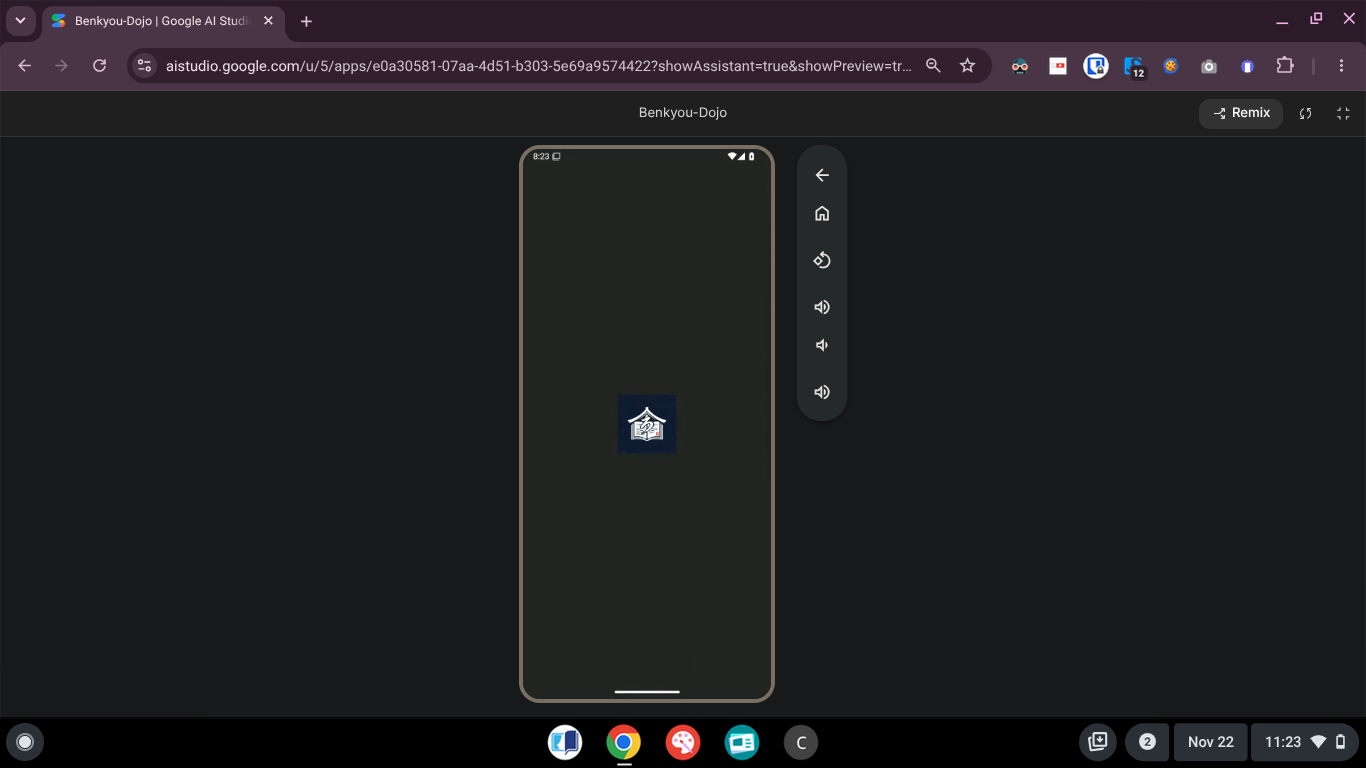 Benkyou-Dojo | Google AI Studi
aistudio.google.com/u/5/apps/e0a30581-07aa-4d51-b303-5e69a9574422?showAssistant=true&showPreview=tr...
12
Benkyou-Dojo
Remix
8:23
C
2
Nov 22
11:23